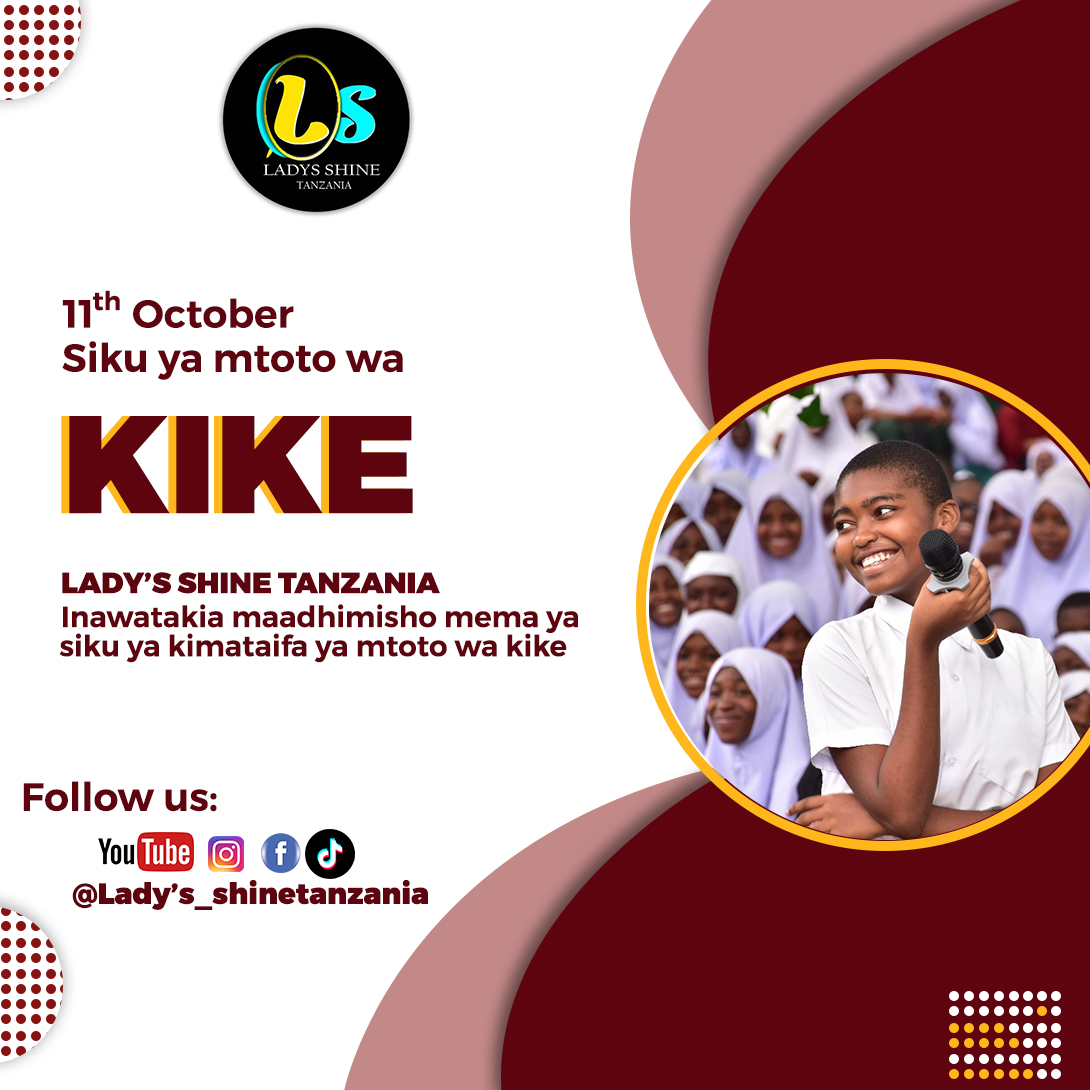 Ls
LADYS SHINE
TANZANIA
11th October
Siku ya mtoto wa
KIKE
LADY'S SHINE TANZANIA
Inawatakia maadhimisho mema ya
siku ya kimataifa ya mtoto wa kike
Follow us:
YouTube
@Lady's_shinetanzania